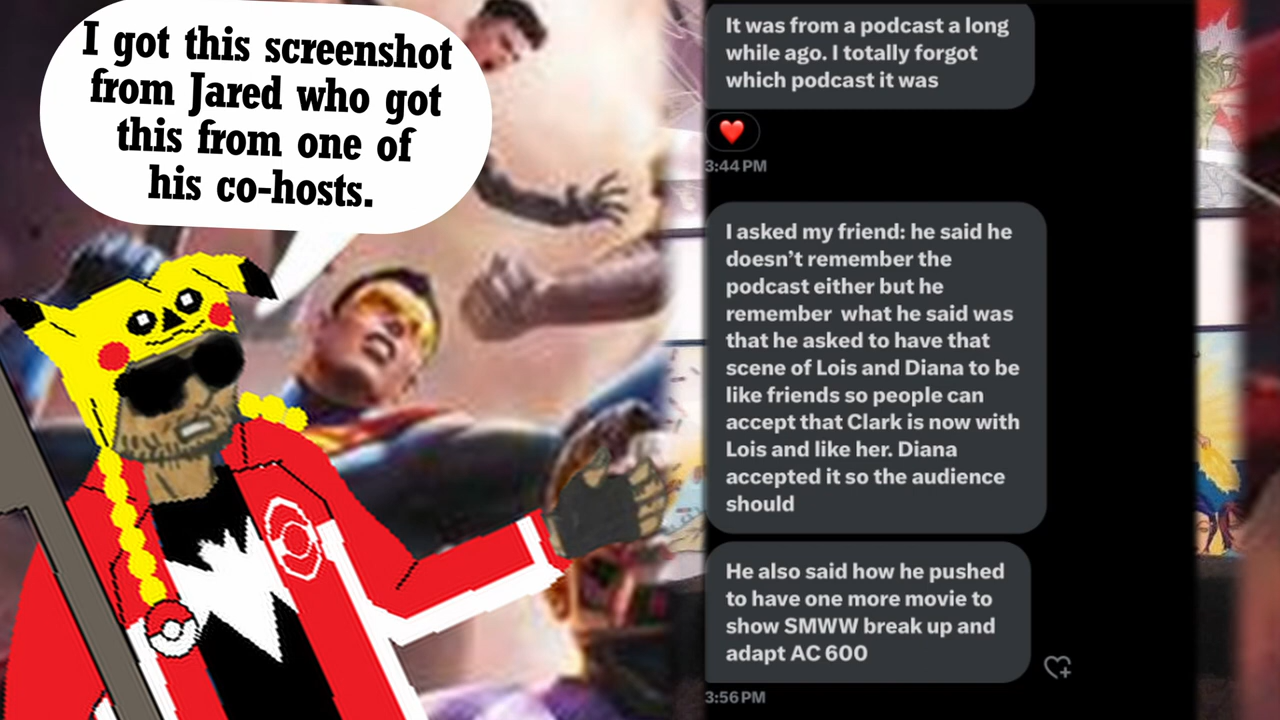 I got this screenshot
from Jared who got
this from one of
his co-hosts.
It was from a podcast a long
while ago. I totally forgot
which podcast it was
3:44 PM
I asked my friend: he said he
doesn't remember the
podcast either but he
remember what he said was
that he asked to have that
scene of Lois and Diana to be
like friends so people can
accept that Clark is now with
Lois and like her. Diana
accepted it so the audience
should
He also said how he pushed
to have one more movie to
show SMWW break up and
adapt AC 600
3:56 PM